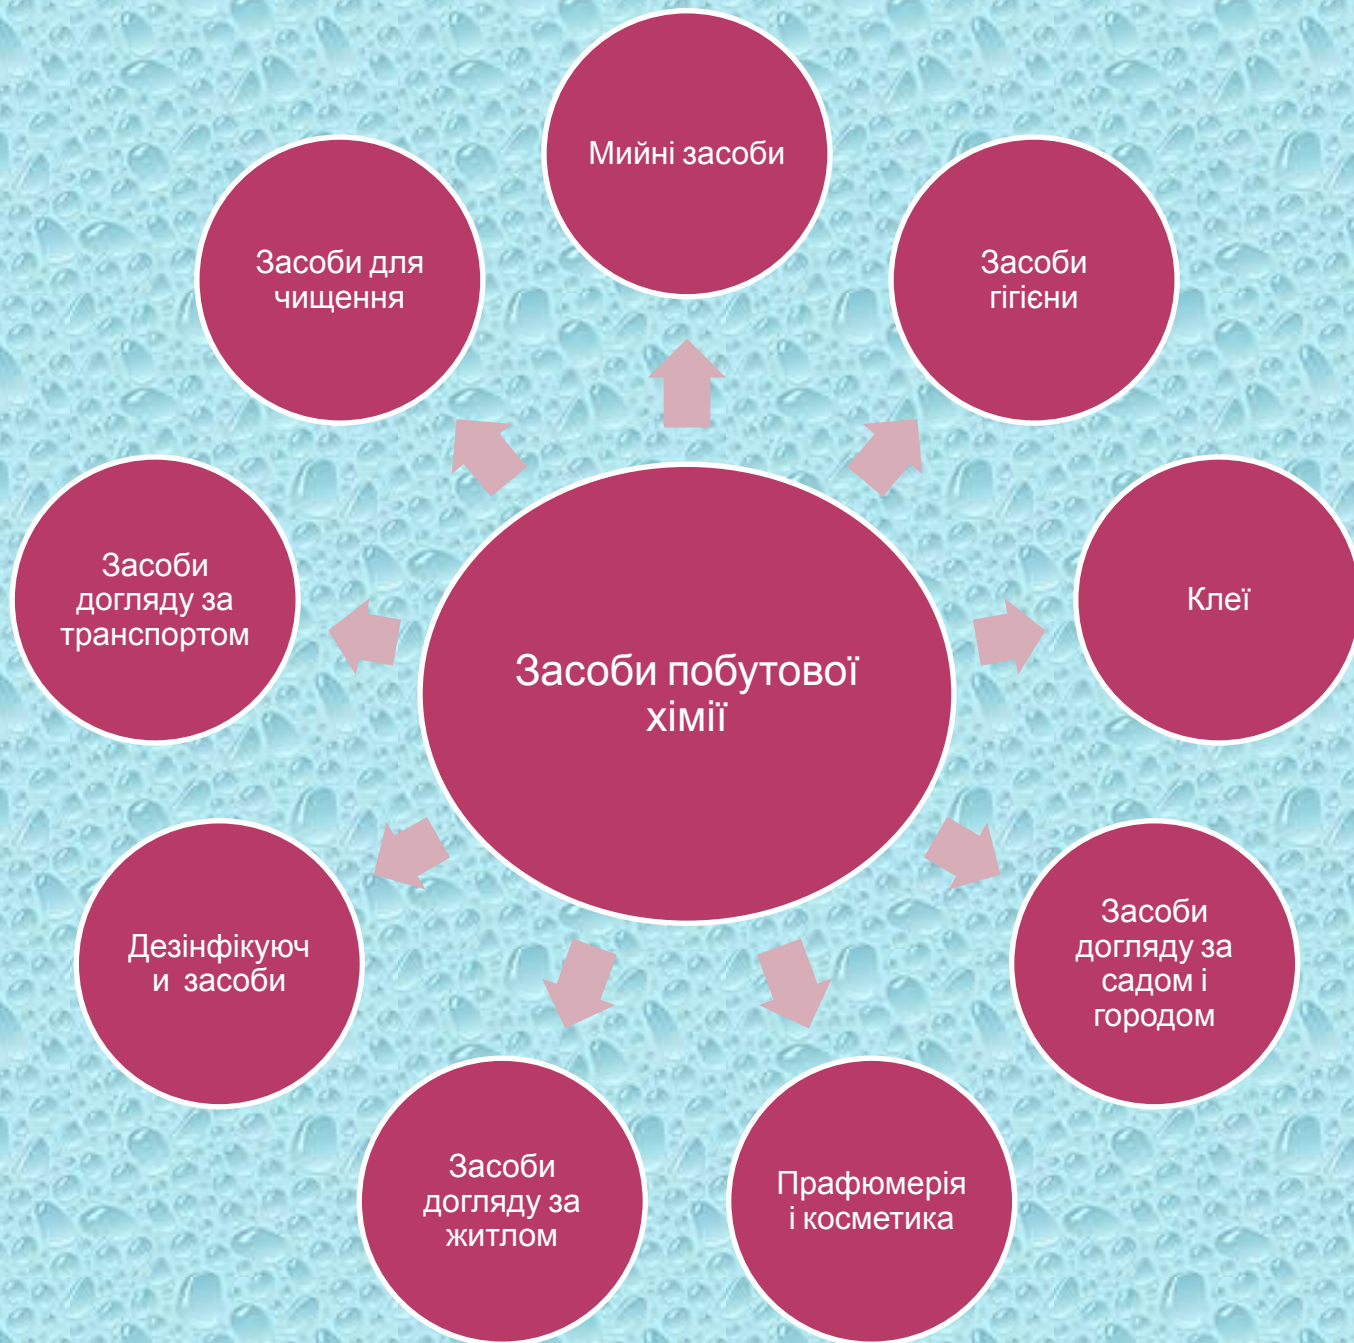 Мийні засоби
Засоби для
чищення
Засоби
гігієни
Засоби
догляду за
транспортом
Клеї
Засоби побутової
хімії
Дезінфікуюч
и засоби
Засоби
догляду за
садом і
городом
Засоби
догляду за
житлом
Прафюмерія
і косметика